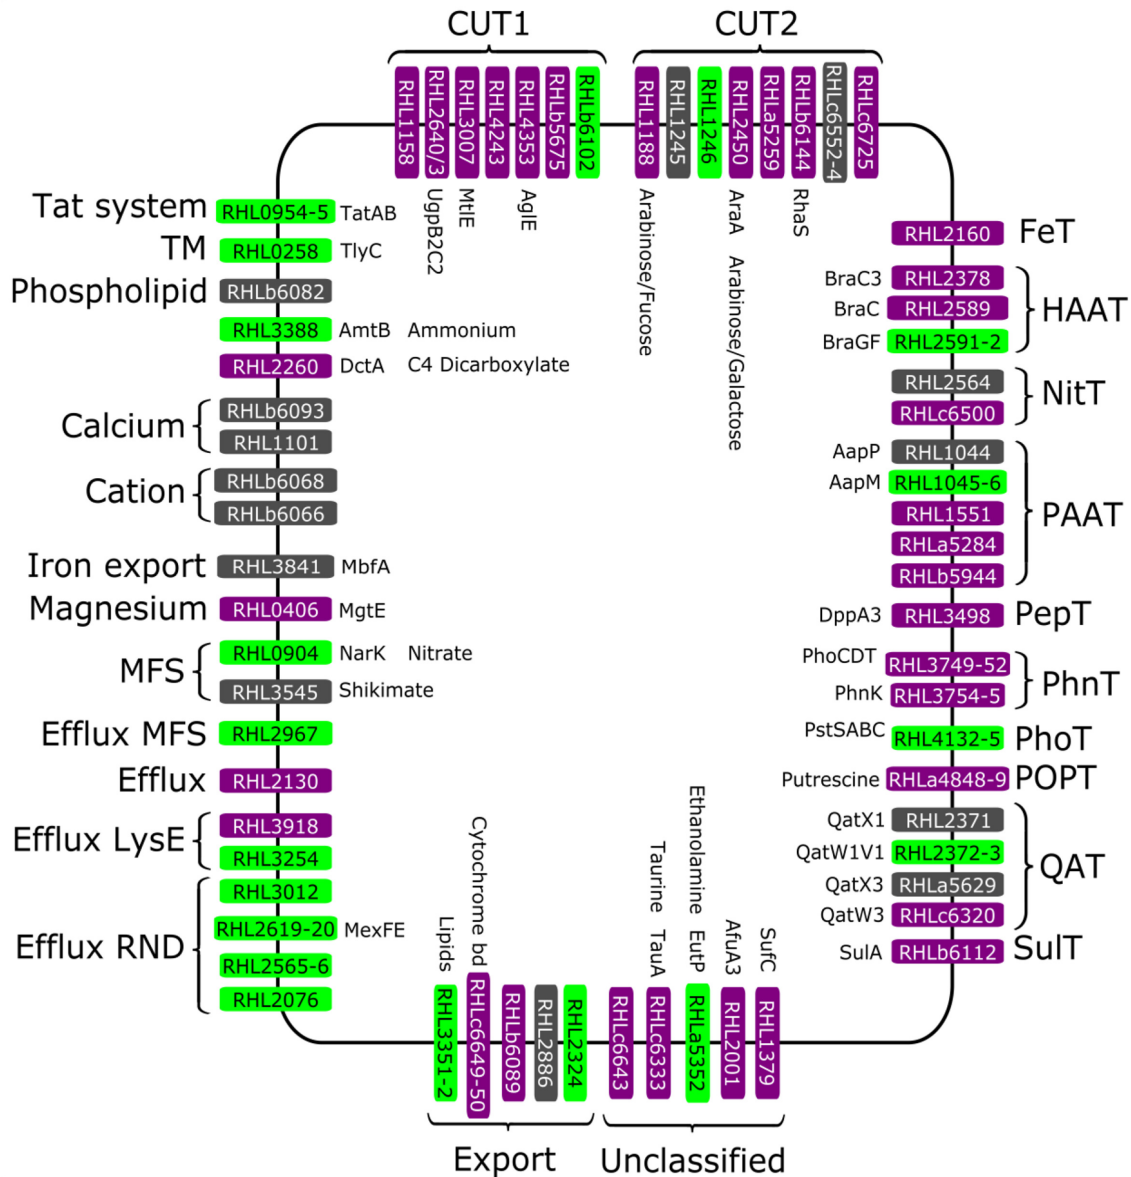 CUT1
CUT2
RHL1158
RHL2640/3
RHL3007
RHL4243
RHL4353
RHLb5675
RHLb6102
RHL1188
RHL1245
RHL1246
RHL2450
RHLa5259
RHLb6144
RHLc6552-4
RHLc6725
UgpB2C2
MtlE
AglE
Arabinose/Fucose
AraA Arabinose/Galactose
RhaS
Tat system RHL0954-5 TatAB
TM RHL0258 TlyC
Phospholipid RHLb6082
RHL3388 AmtB Ammonium
RHL2260 DctA C4 Dicarboxylate
Calcium
RHLb6093
RHL1101
Cation
RHLb6068
RHLb6066
Iron export RHL3841 MbfA
Magnesium RHL0406 MgtE
MFS
RHL0904 NarK Nitrate
RHL3545 Shikimate
Efflux MFS RHL2967
Efflux RHL2130
Efflux LysE
RHL3918
RHL3254
Efflux RND
RHL3012
RHL2619-20 MexFE
RHL2565-6
RHL2076
RHL2160 FeT
BraC3 RHL2378
BraC RHL2589
BraGF RHL2591-2
HAAT
RHL2564
RHLc6500
NitT
AapP RHL1044
AapM RHL1045-6
RHL1551
RHLa5284
RHLb5944
PAAT
DppA3 RHL3498 PepT
PhoCDT RHL3749-52
PhnK RHL3754-5
PhnT
PstSABC RHL4132-5 PhoT
Putrescine RHLa4848-9 POPT
QatX1 RHL2371
QatW1V1 RHL2372-3
QatX3 RHLa5629
QatW3 RHLc6320
QAT
SulA RHLb6112 SulT
Lipids
Cytochrome bd
Taurine TauA
Ethanolamine EutP
AfuA3
SufC
RHL3351-2
RHLc6649-50
RHLb6089
RHL2886
RHL2324
RHLc6643
RHLc6333
RHLa5352
RHL2001
RHL1379
Export
Unclassified